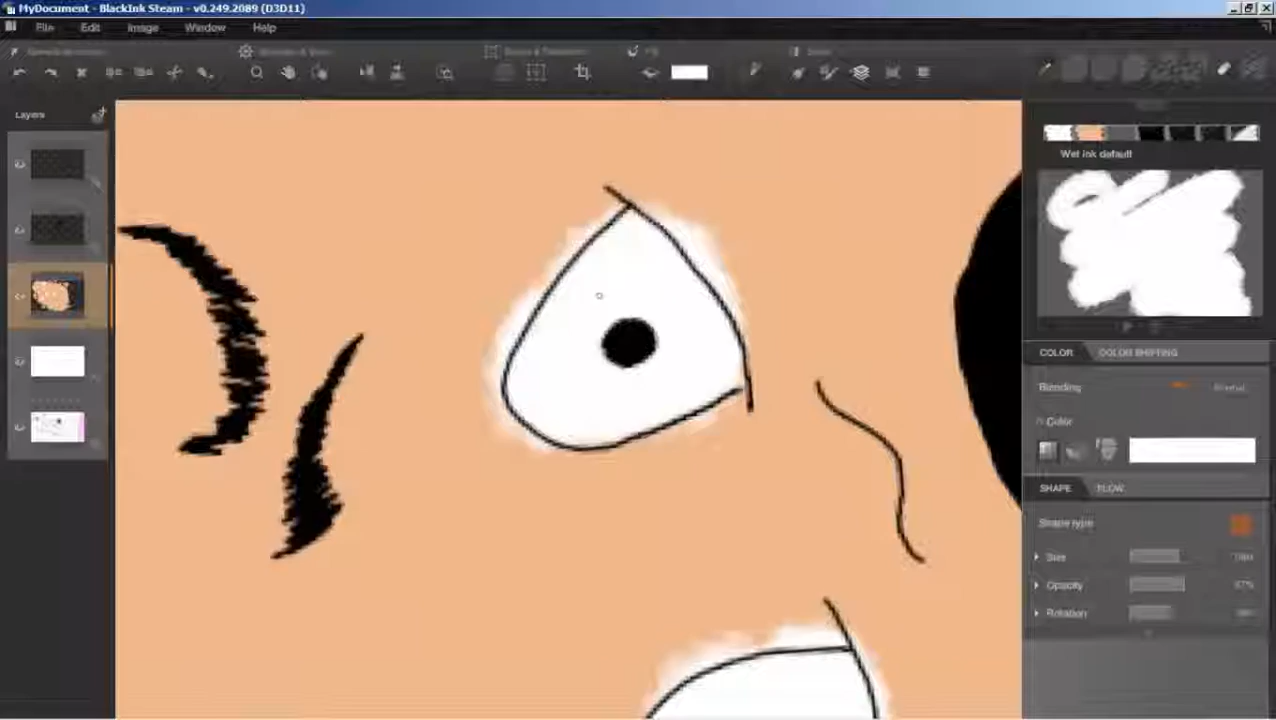 MyDocument - BlackInk Steam - v0.249.2089 (D3D11)
File Edit Image Window Help
Layers
Wet ink default
COLOR COLOR SHIFTING
Blending
Color
SHAPE FLOW
Shape type
Size
Opacity
Rotation